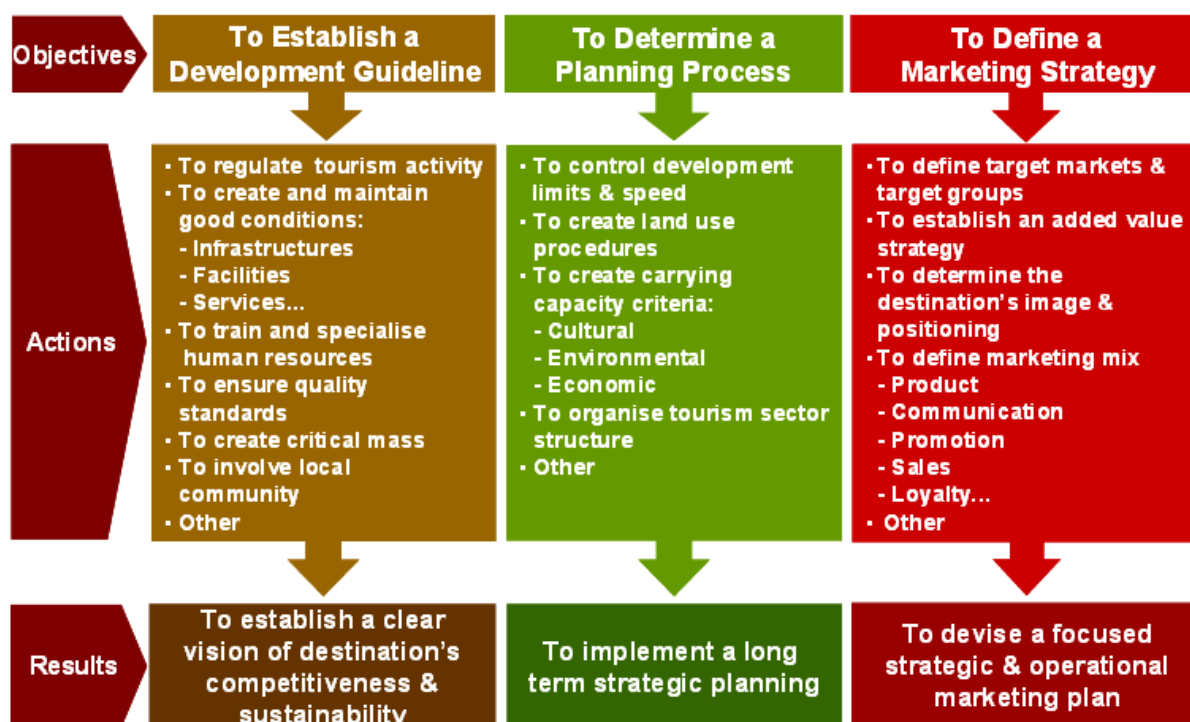 Objectives
To Establish a
Development Guideline
To Determine a
Planning Process
To Define a
Marketing Strategy
Actions
· To regulate tourism activity
· To create and maintain
good conditions:
- Infrastructures
- Facilities
- Services...
· To train and specialise
human resources
· To ensure quality
standards
· To create critical mass
· To involve local
community
· Other
· To control development
limits & speed
· To create land use
procedures
· To create carrying
capacity criteria:
- Cultural
- Environmental
- Economic
· To organise tourism sector
structure
· Other
· To define target markets &
target groups
· To establish an added value
strategy
· To determine the
destination's image &
positioning
· To define marketing mix
- Product
- Communication
- Promotion
- Sales
- Loyalty...
· Other
Results
To establish a clear
vision of destination's
competitiveness &
sustainability
To implement a long
term strategic planning
To devise a focused
strategic & operational
marketing plan